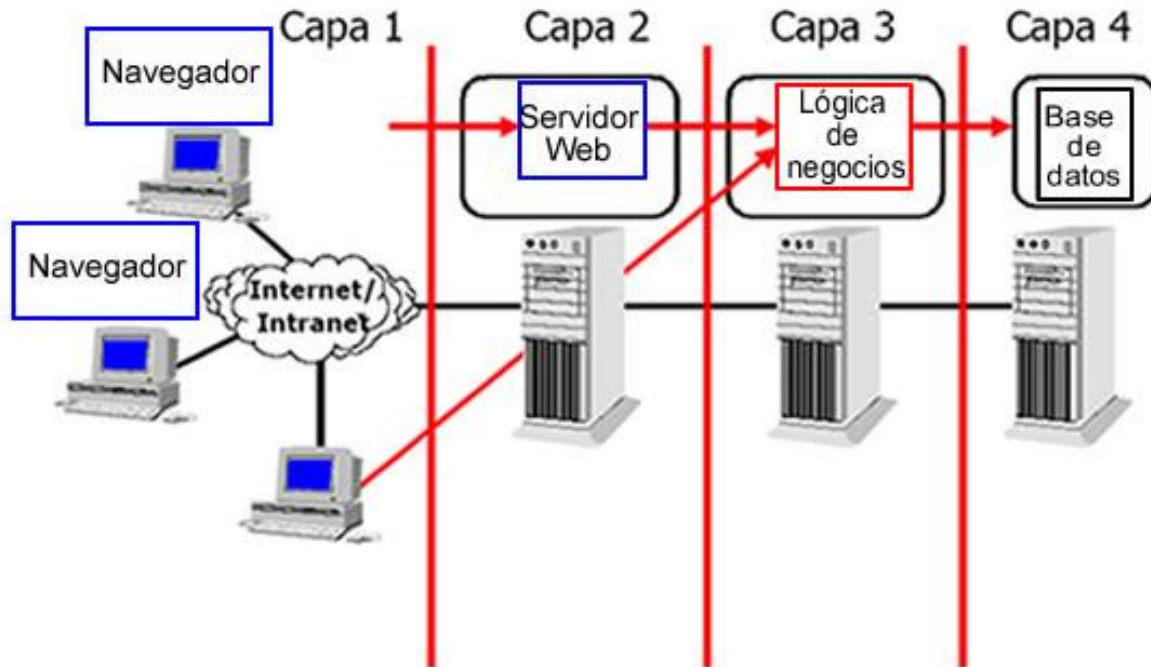 Capa 1
Capa 2
Capa 3
Capa 4
Navegador
Servidor
Web
Lógica
de
negocios
Base
de
datos
Navegador
Internet/
Intranet